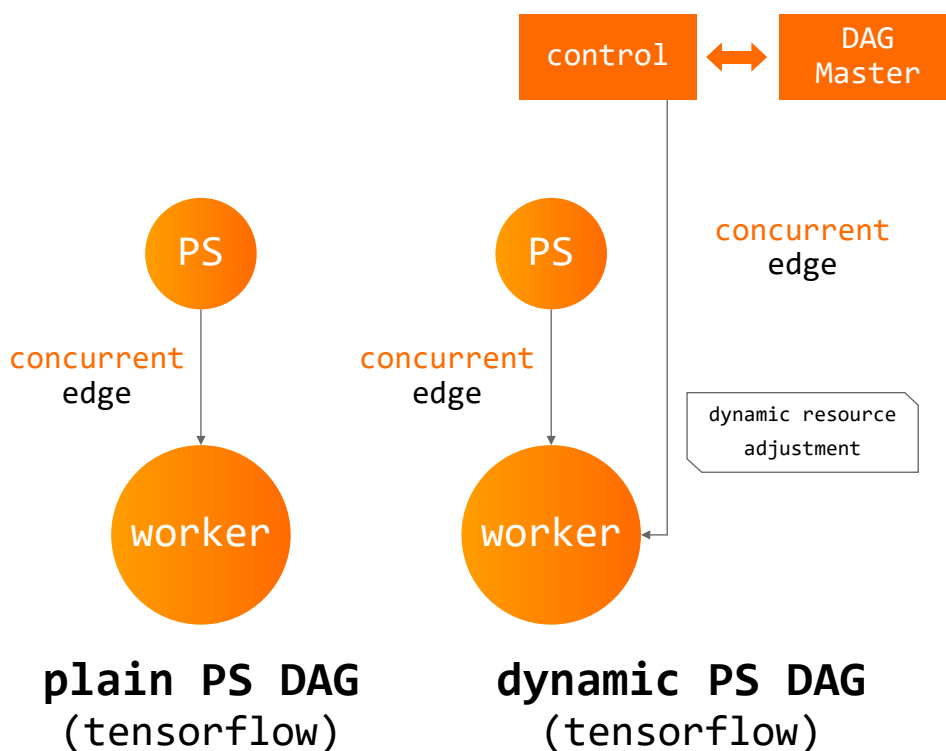 control
DAG
Master
PS
PS
concurrent
edge
concurrent
edge
concurrent
edge
dynamic resource
adjustment
worker
worker
plain PS DAG
(tensorflow)
dynamic PS DAG
(tensorflow)